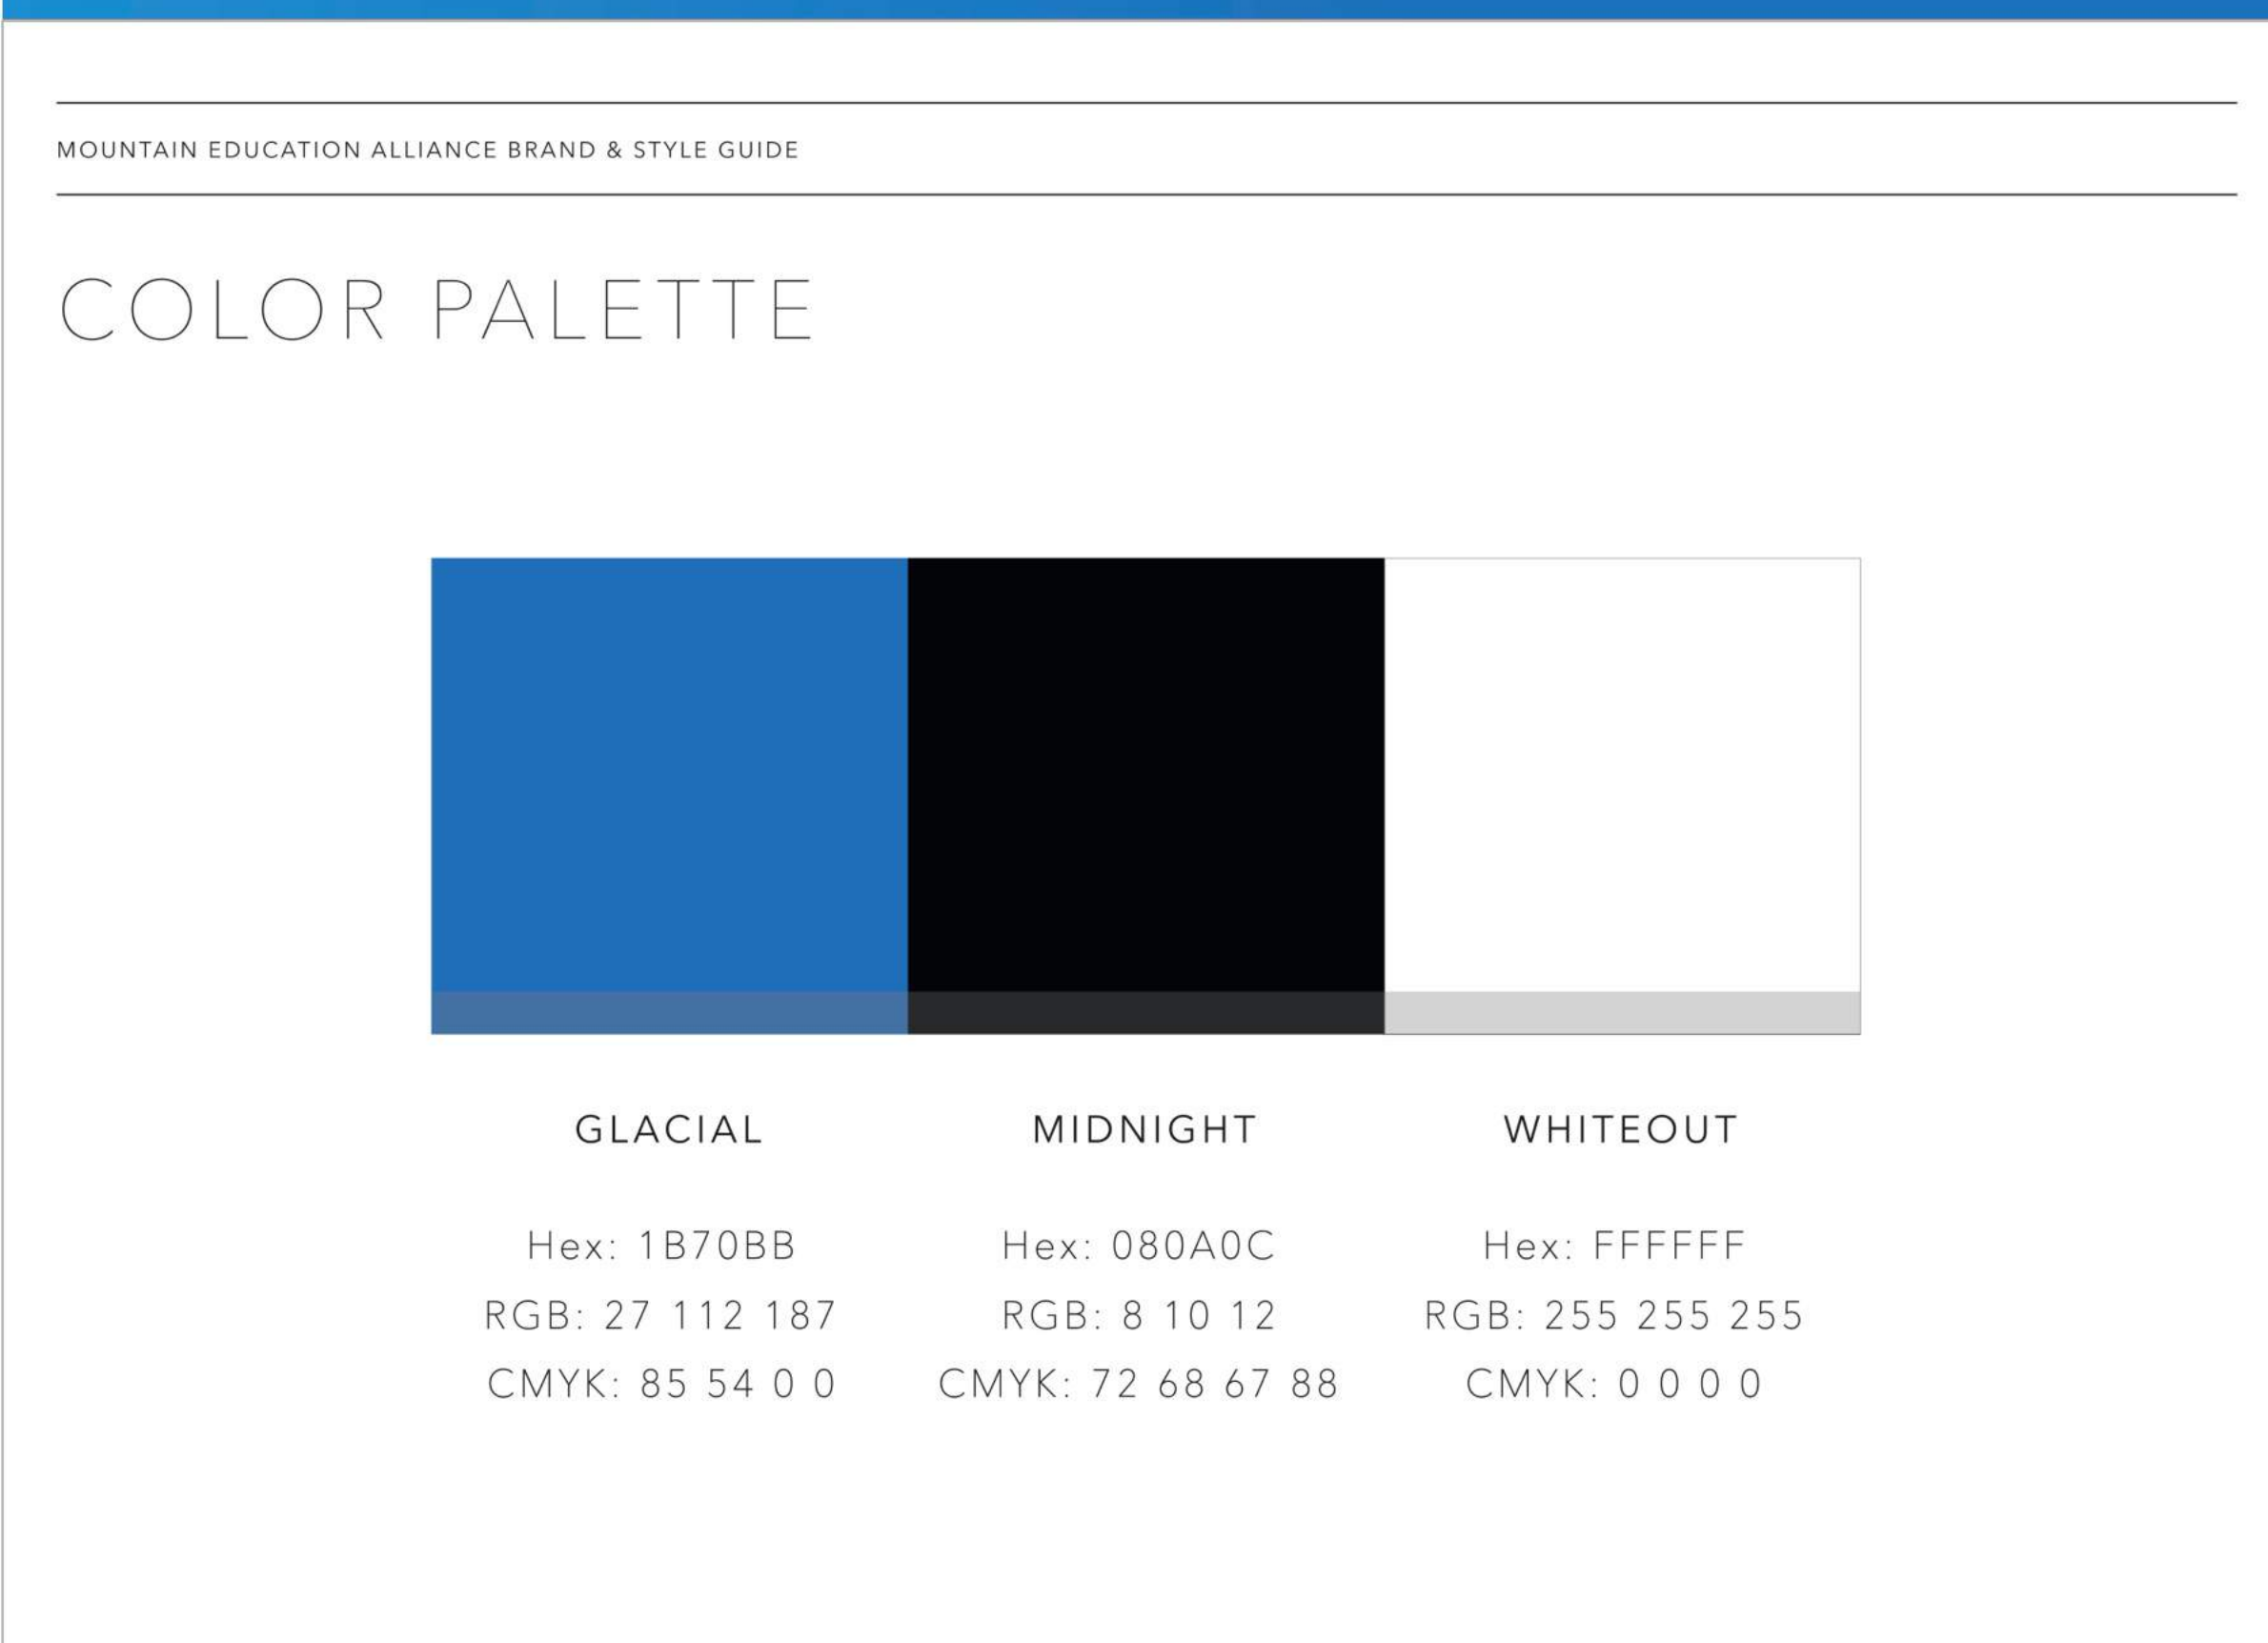 MOUNTAIN EDUCATION ALLIANCE BRAND & STYLE GUIDE
COLOR PALETTE
GLACIAL
Hex: 1B70BB
RGB: 27 112 187
CMYK: 85 54 0 0
MIDNIGHT
Hex: 080A0C
RGB: 8 10 12
CMYK: 72 68 67 88
WHITEOUT
Hex: FFFFFF
RGB: 255 255 255
CMYK: 0 0 0 0